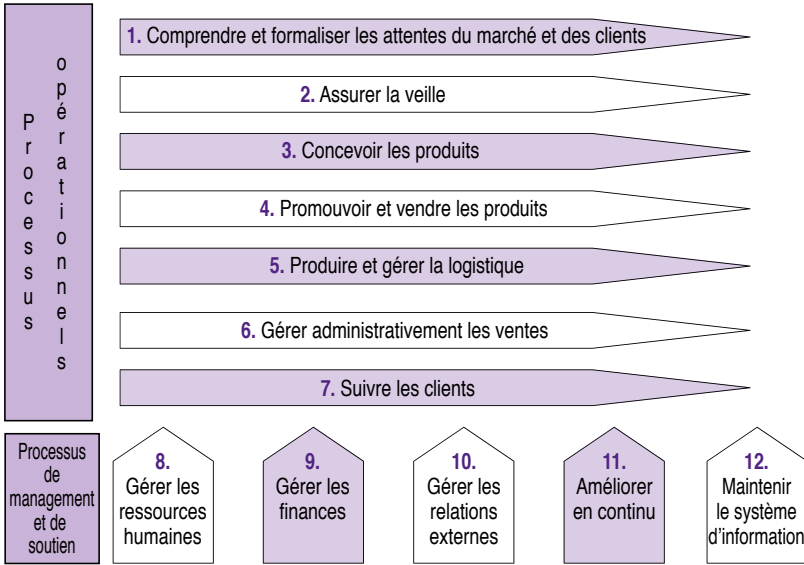 Processus
opérationnels
1. Comprendre et formaliser les attentes du marché et des clients
2. Assurer la veille
3. Concevoir les produits
4. Promouvoir et vendre les produits
5. Produire et gérer la logistique
6. Gérer administrativement les ventes
7. Suivre les clients
Processus
de
management
et de
soutien
8.
Gérer les
ressources
humaines
9.
Gérer les
finances
10.
Gérer les
relations
externes
11.
Améliorer
en continu
12.
Maintenir
le système
d’information